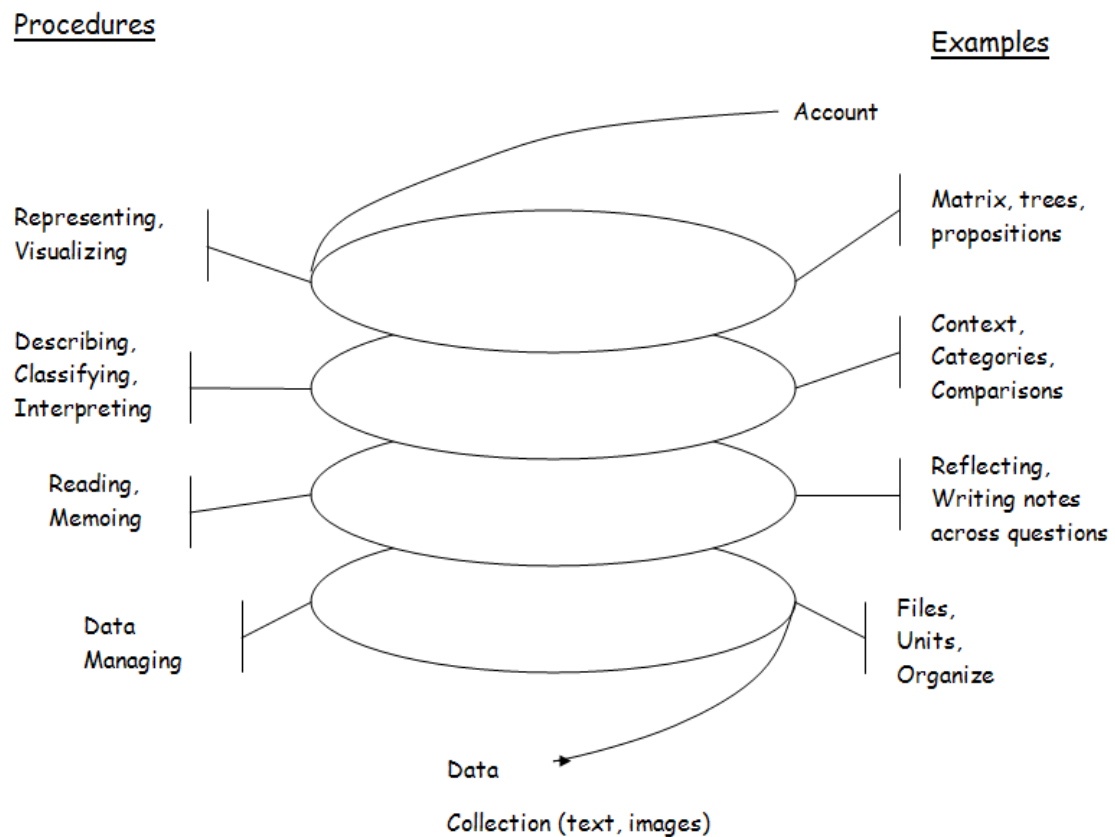 Procedures
Examples
Account
Representing,
Visualizing
Matrix, trees,
propositions
Describing,
Classifying,
Interpreting
Context,
Categories,
Comparisons
Reading,
Memoing
Reflecting,
Writing notes
across questions
Data
Managing
Files,
Units,
Organize
Data
Collection (text, images)